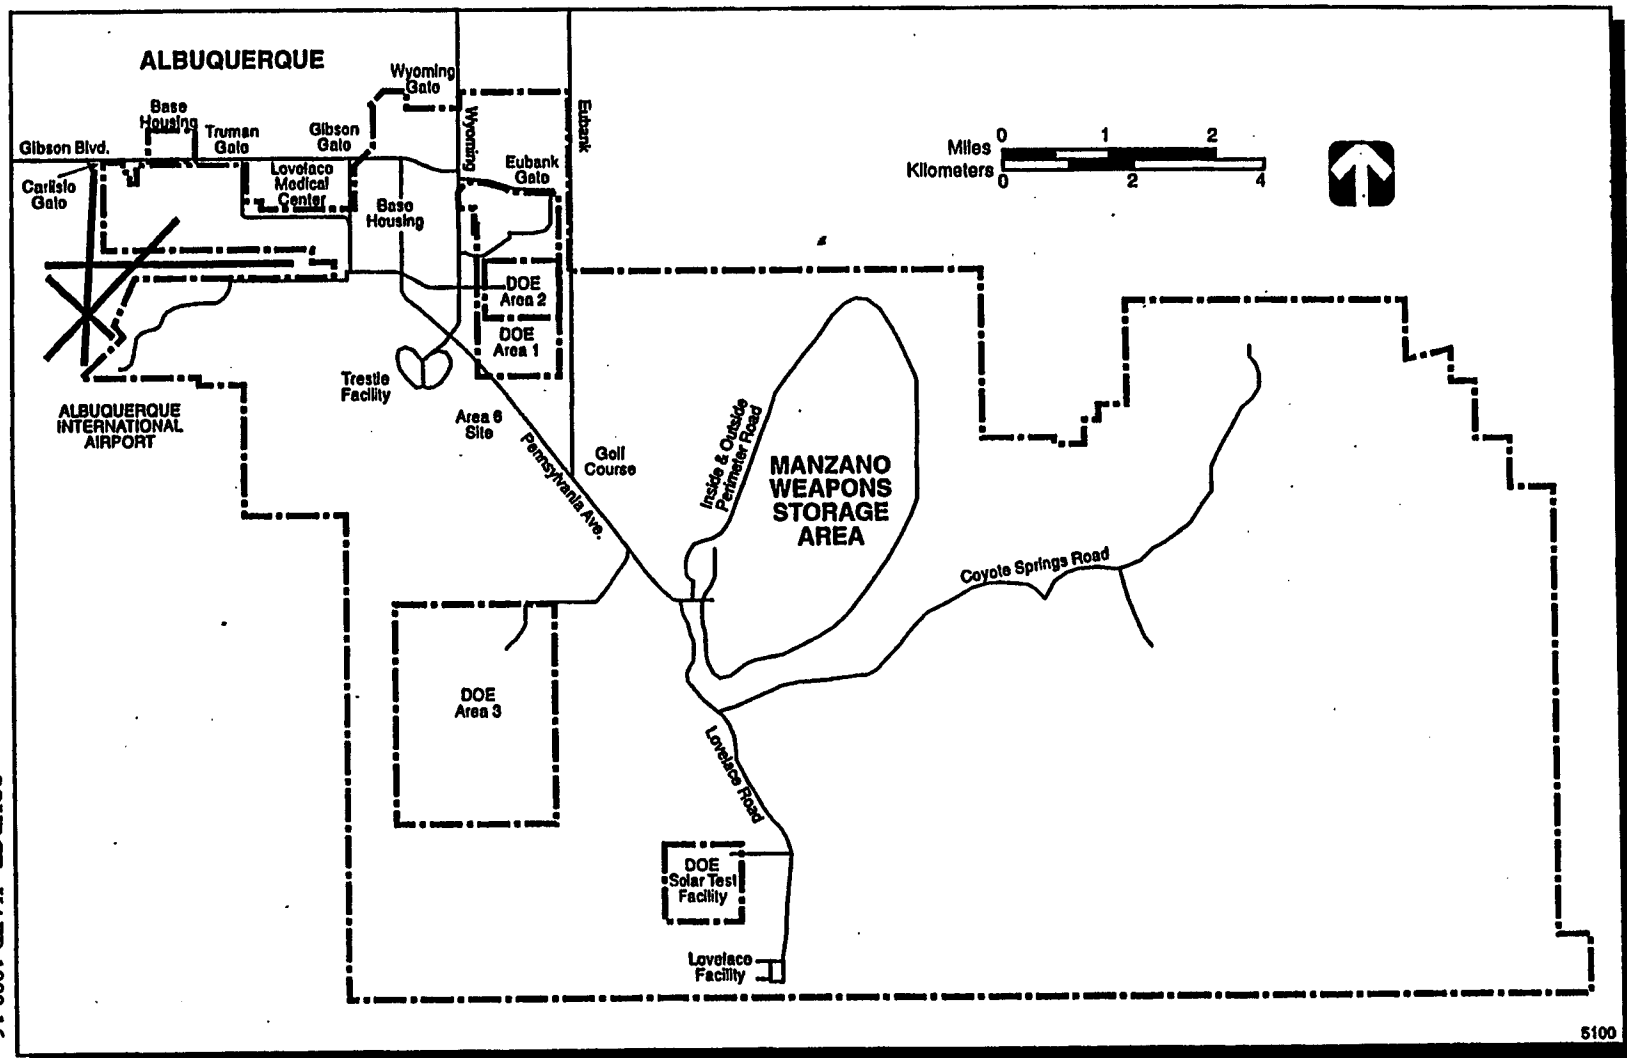 ALBUQUERQUE
Wyoming
Gate
Base
Housing
Truman
Gate
Gibson
Gate
Gibson Blvd.
Carlisle
Gate
Lovelace
Medical
Center
Base
Housing
Wyoming
Eubank
Eubank
Gate
0 1 2
Miles
Kilometers
0 2 4
DOE
Area 2
DOE
Area 1
Trestle
Facility
ALBUQUERQUE
INTERNATIONAL
AIRPORT
Area 6
Site
Pennsylvania Ave.
Golf
Course
Inside & Outside
Perimeter Road
MANZANO
WEAPONS
STORAGE
AREA
Coyote Springs Road
DOE
Area 3
Lovelace Road
DOE
Solar Test
Facility
Lovelace
Facility
5100